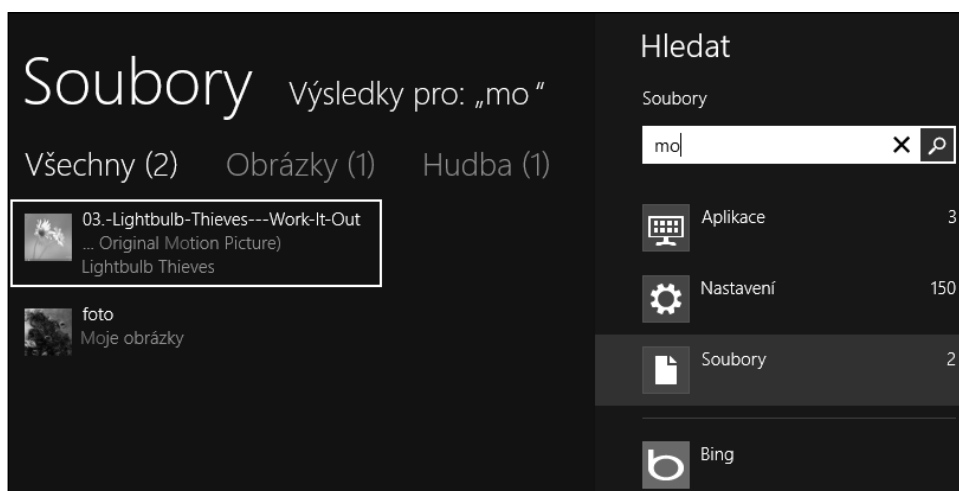 Soubory Výsledky pro: „mo “
Všechny (2) Obrázky (1) Hudba (1)
03.-Lightbulb-Thieves---Work-It-Out
... Original Motion Picture)
Lightbulb Thieves
foto
Moje obrázky
Hledat
Soubory
mo
Aplikace 3
Nastavení 150
Soubory 2
Bing